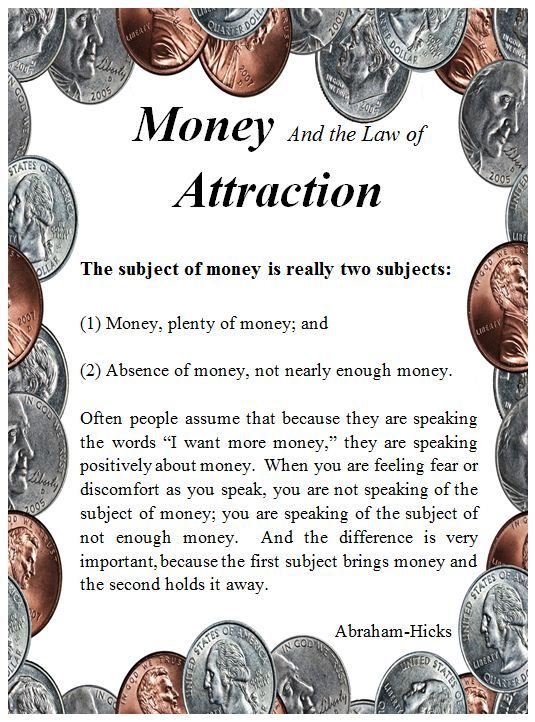 Money And the Law of
Attraction
The subject of money is really two subjects:
(1) Money, plenty of money; and
(2) Absence of money, not nearly enough money.
Often people assume that because they are speaking
the words “I want more money,” they are speaking
positively about money. When you are feeling fear or
discomfort as you speak, you are not speaking of the
subject of money; you are speaking of the subject of
not enough money. And the difference is very
important, because the first subject brings money and
the second holds it away.
Abraham-Hicks